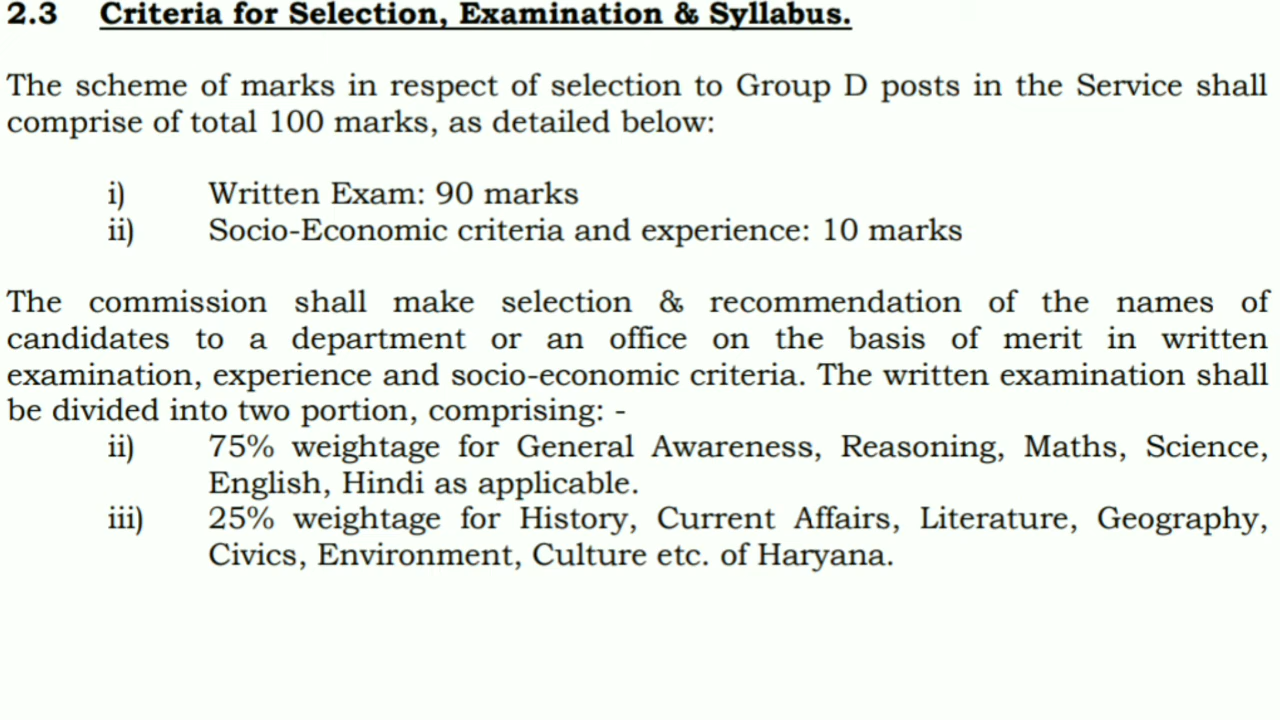 2.3 Criteria for Selection, Examination & Syllabus.
The scheme of marks in respect of selection to Group D posts in the Service shall
comprise of total 100 marks, as detailed below:
i) Written Exam: 90 marks
ii) Socio-Economic criteria and experience: 10 marks
The commission shall make selection & recommendation of the names of
candidates to a department or an office on the basis of merit in written
examination, experience and socio-economic criteria. The written examination shall
be divided into two portion, comprising: -
ii) 75% weightage for General Awareness, Reasoning, Maths, Science,
English, Hindi as applicable.
iii) 25% weightage for History, Current Affairs, Literature, Geography,
Civics, Environment, Culture etc. of Haryana.